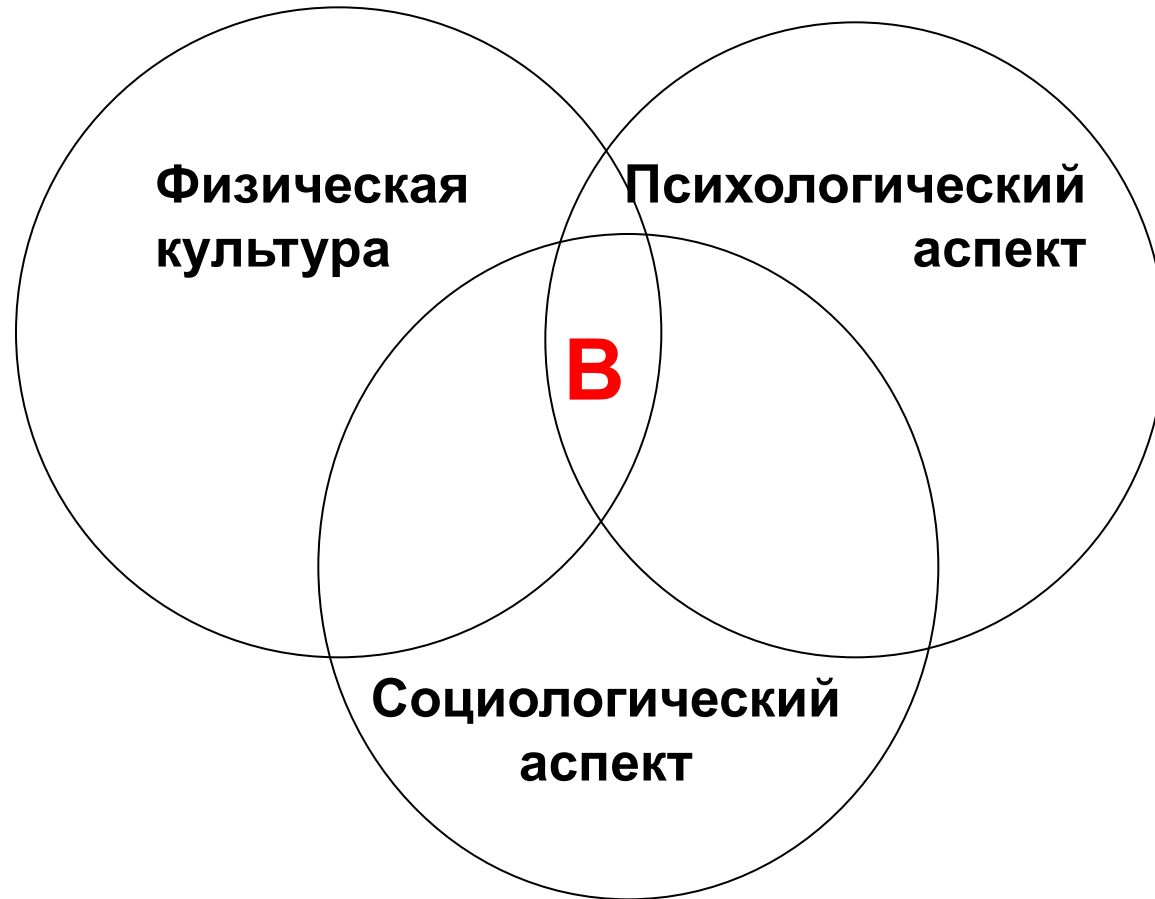 Физическая
культура
Психологический
аспект
В
Социологический
аспект